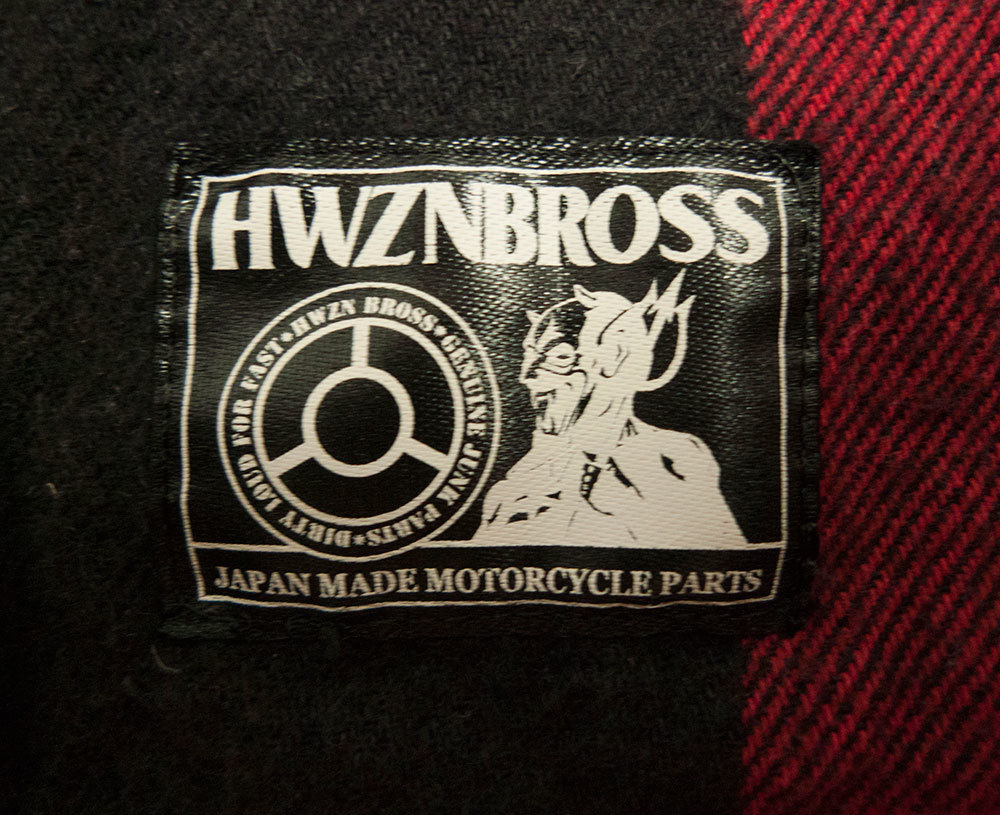 HWZNBROSS
HWZN BROSS★GENUINE JUNK PARTS★DIRTY LOUD FOR FAST★
JAPAN MADE MOTORCYCLE PARTS